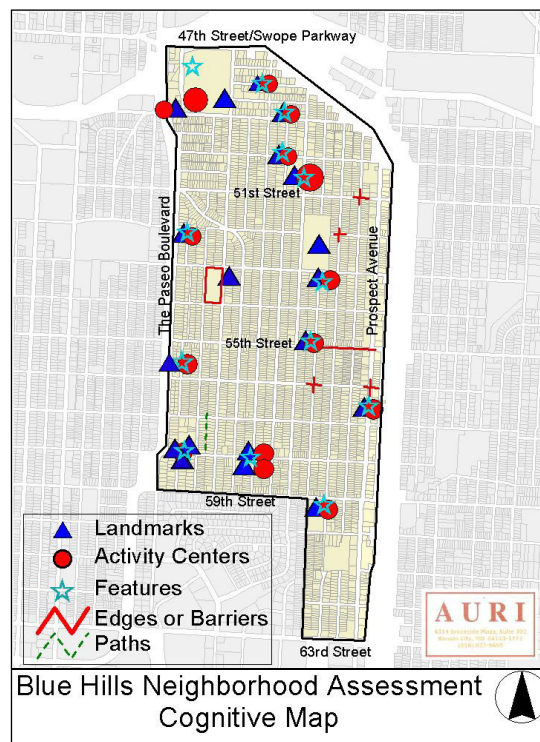 47th Street/Swope Parkway
51st Street
The Paseo Boulevard
Prospect Avenue
55th Street
59th Street
Landmarks
Activity Centers
Features
Edges or Barriers
Paths
AURI
63rd Street
Blue Hills Neighborhood Assessment
Cognitive Map